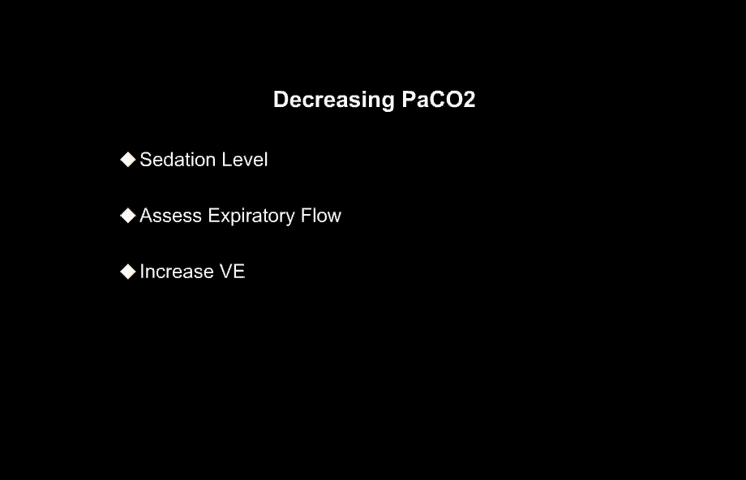 Decreasing PaCO2
◆ Sedation Level
◆ Assess Expiratory Flow
◆ Increase VE